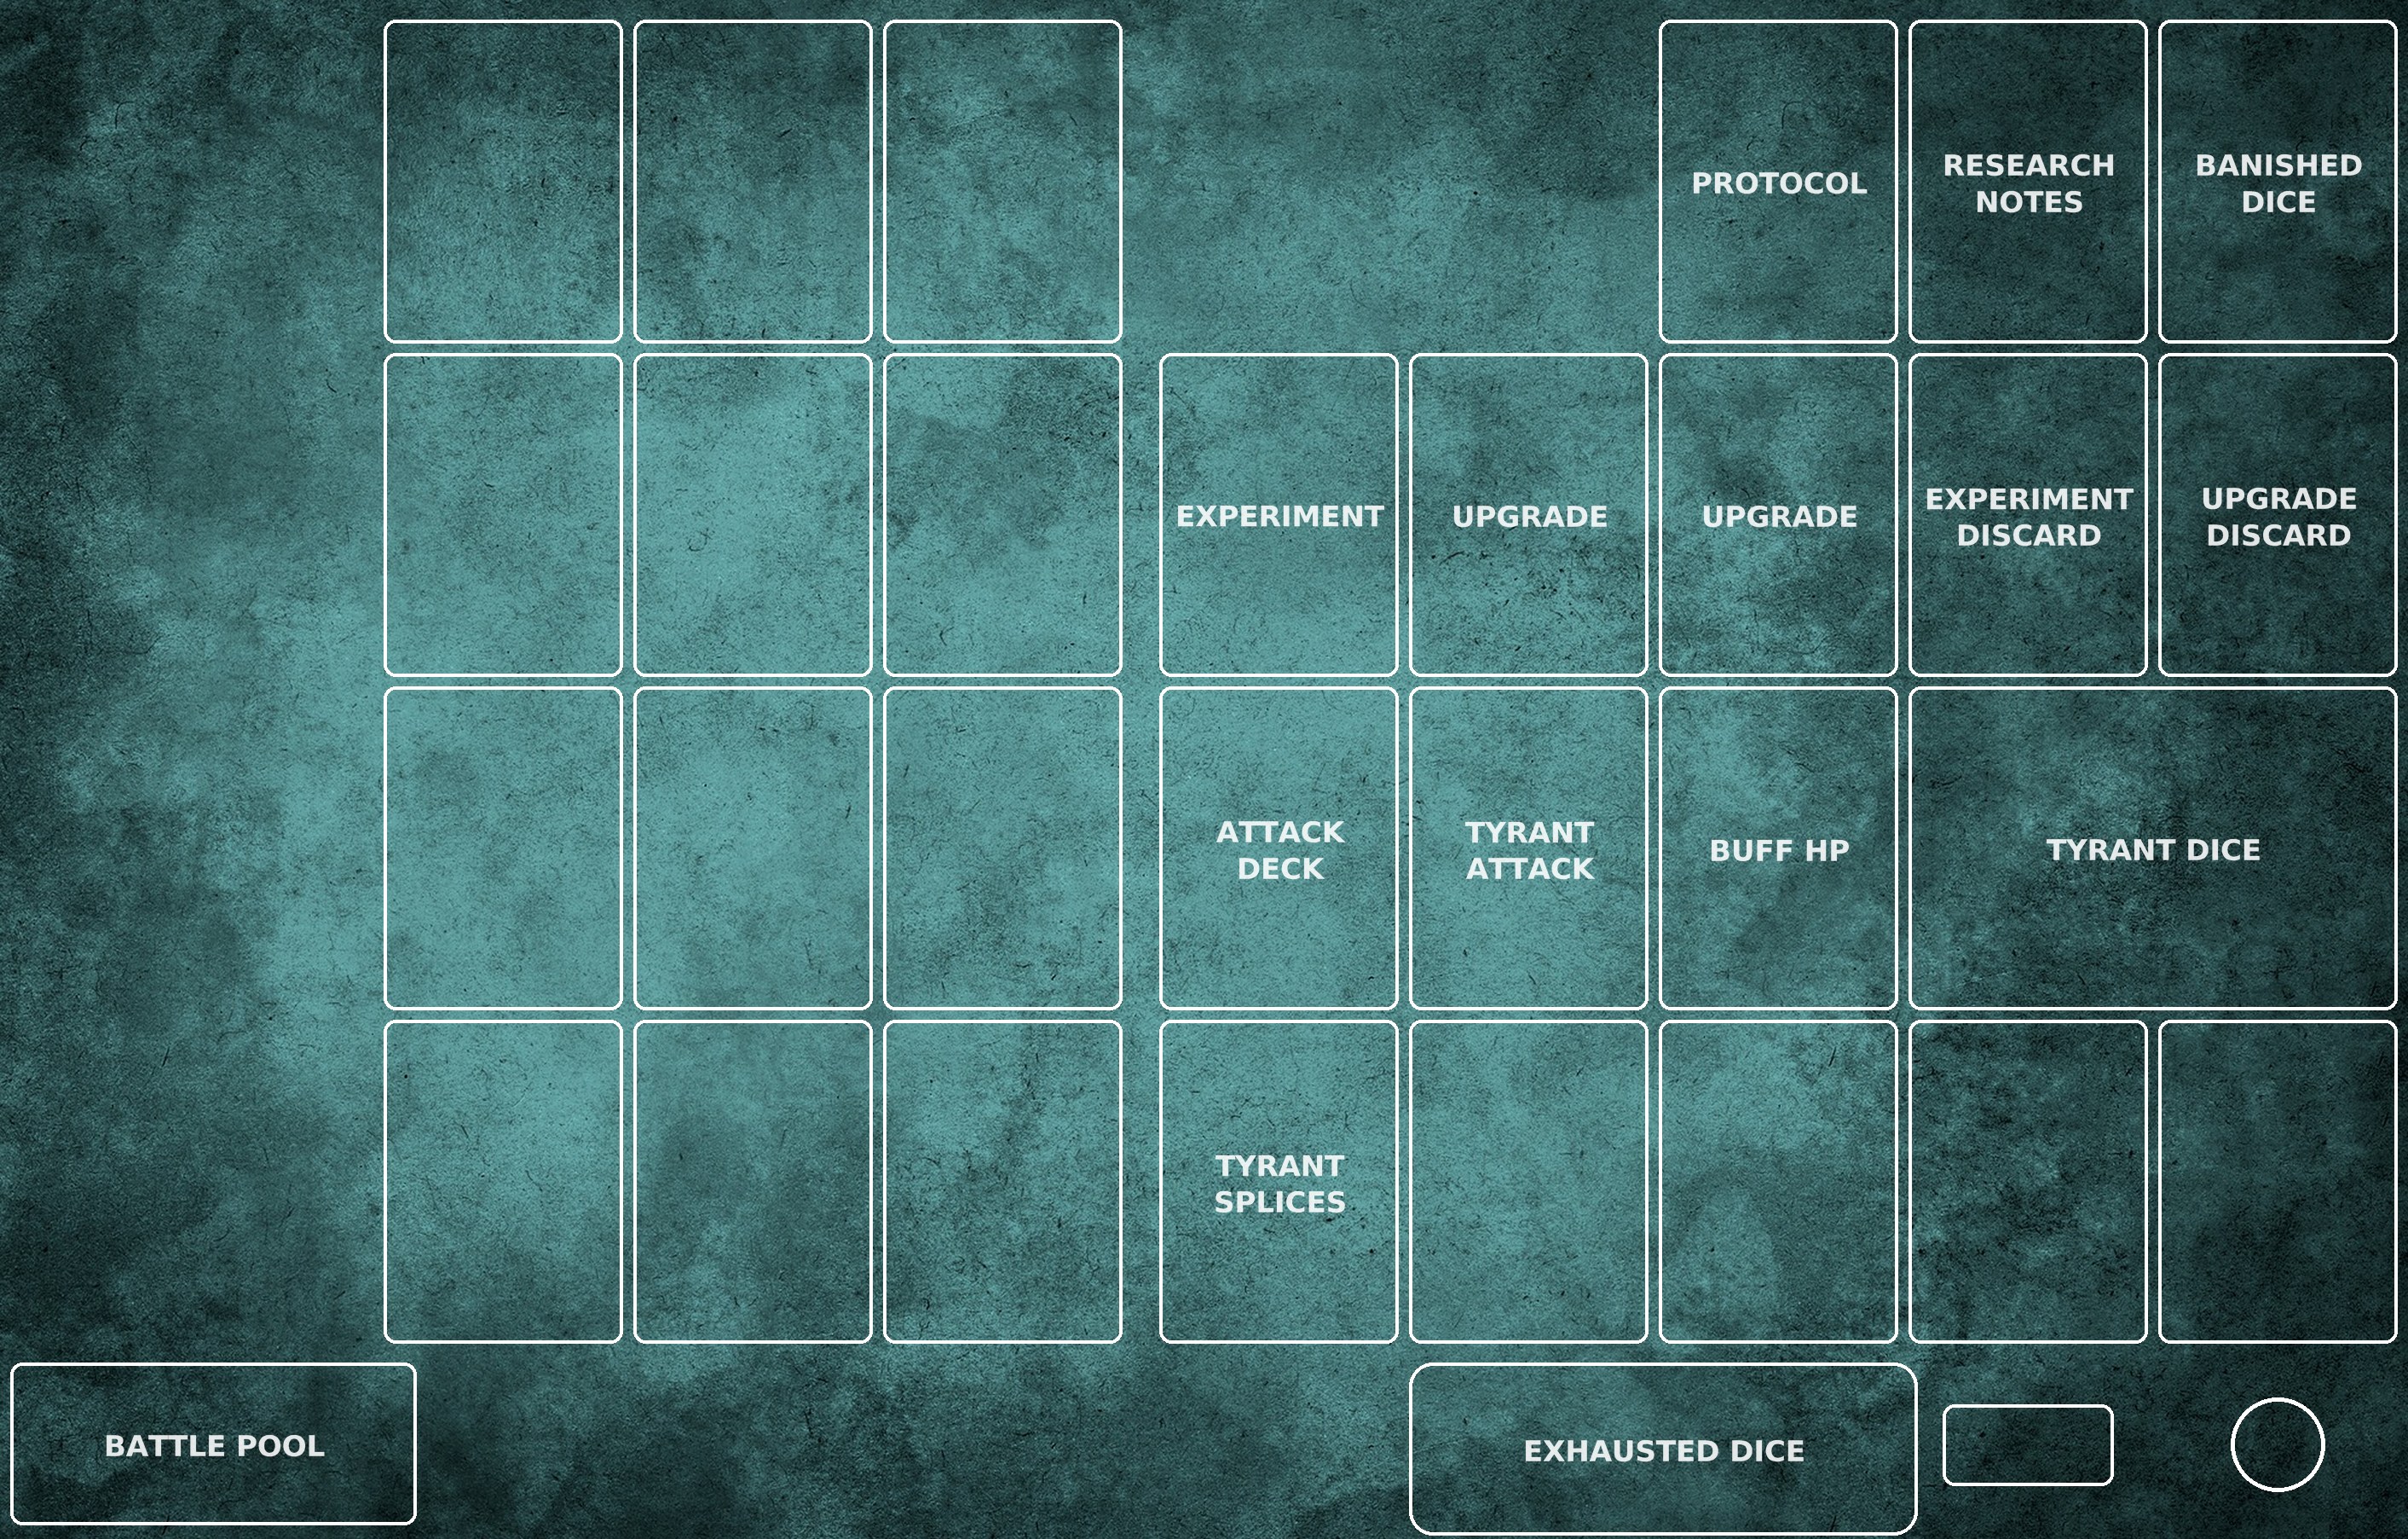 PROTOCOL
RESEARCH
NOTES
BANISHED
DICE
EXPERIMENT
UPGRADE
UPGRADE
EXPERIMENT
DISCARD
UPGRADE
DISCARD
ATTACK
DECK
TYRANT
ATTACK
BUFF HP
TYRANT DICE
TYRANT
SPLICES
BATTLE POOL
EXHAUSTED DICE